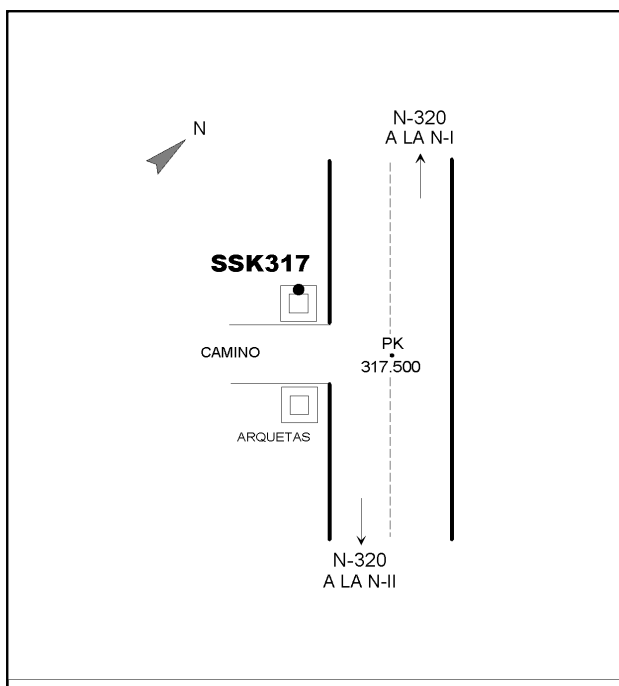 N-320
A LA N-I
N
SSK317
CAMINO
PK
317.500
ARQUETAS
N-320
A LA N-II